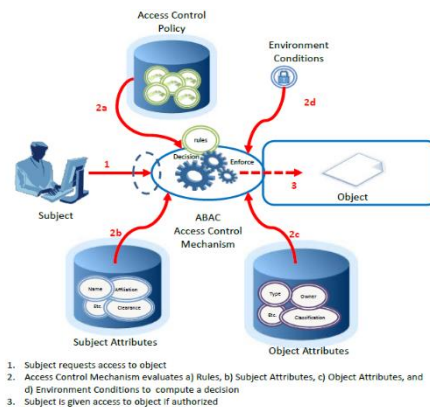 Access Control
Policy
Environment
Conditions
2a
2d
rules
Decision
Enforce
1
3
Subject
ABAC
Access Control
Mechanism
Object
2b
2c
Name
Affiliation
Etc.
Clearance
Type
Owner
Etc.
Classification
Subject Attributes
Object Attributes
1. Subject requests access to object
2. Access Control Mechanism evaluates a) Rules, b) Subject Attributes, c) Object Attributes, and
d) Environment Conditions to compute a decision
3. Subject is given access to object if authorized